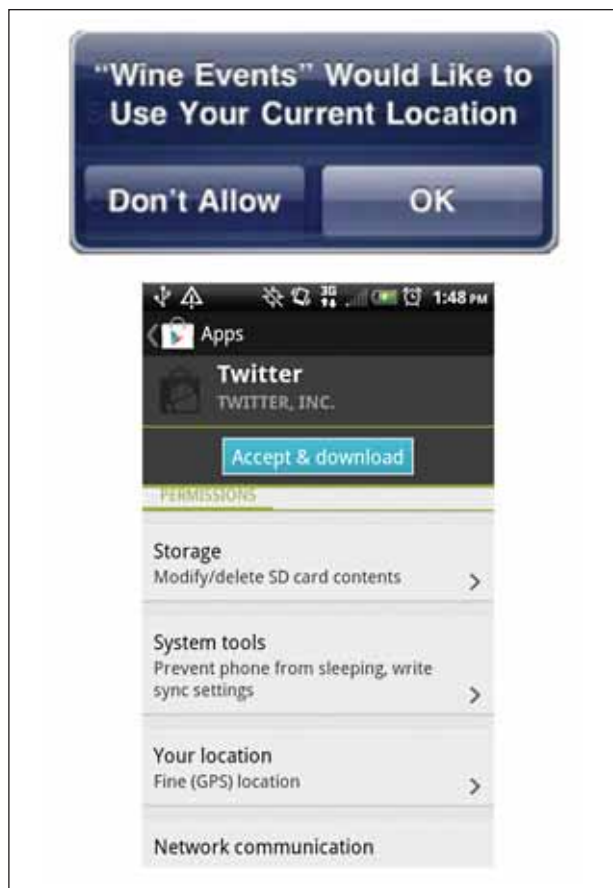 “Wine Events” Would Like to
Use Your Current Location
Don't Allow
OK
3G
1:48 PM
Apps
Twitter
TWITTER, INC.
Accept & download
PERMISSIONS
Storage
Modify/delete SD card contents
System tools
Prevent phone from sleeping, write
sync settings
Your location
Fine (GPS) location
Network communication